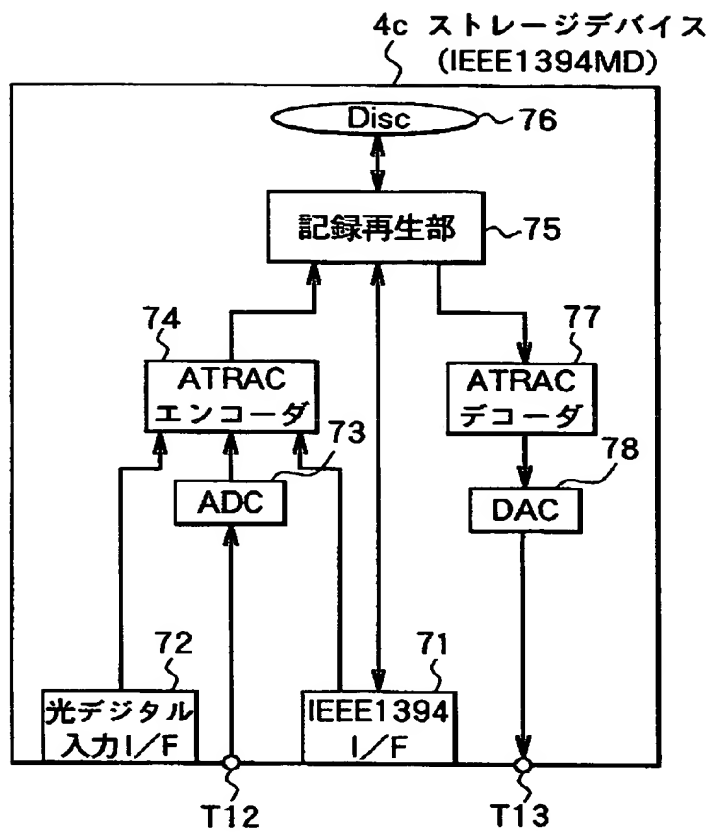 4c ストレージデバイス
(IEEE1394MD)
Disc
76
記録再生部
75
74
77
ATRAC
エンコーダ
ATRAC
デコーダ
73
78
ADC
DAC
72
71
光デジタル
入力I/F
IEEE1394
I/F
T12
T13